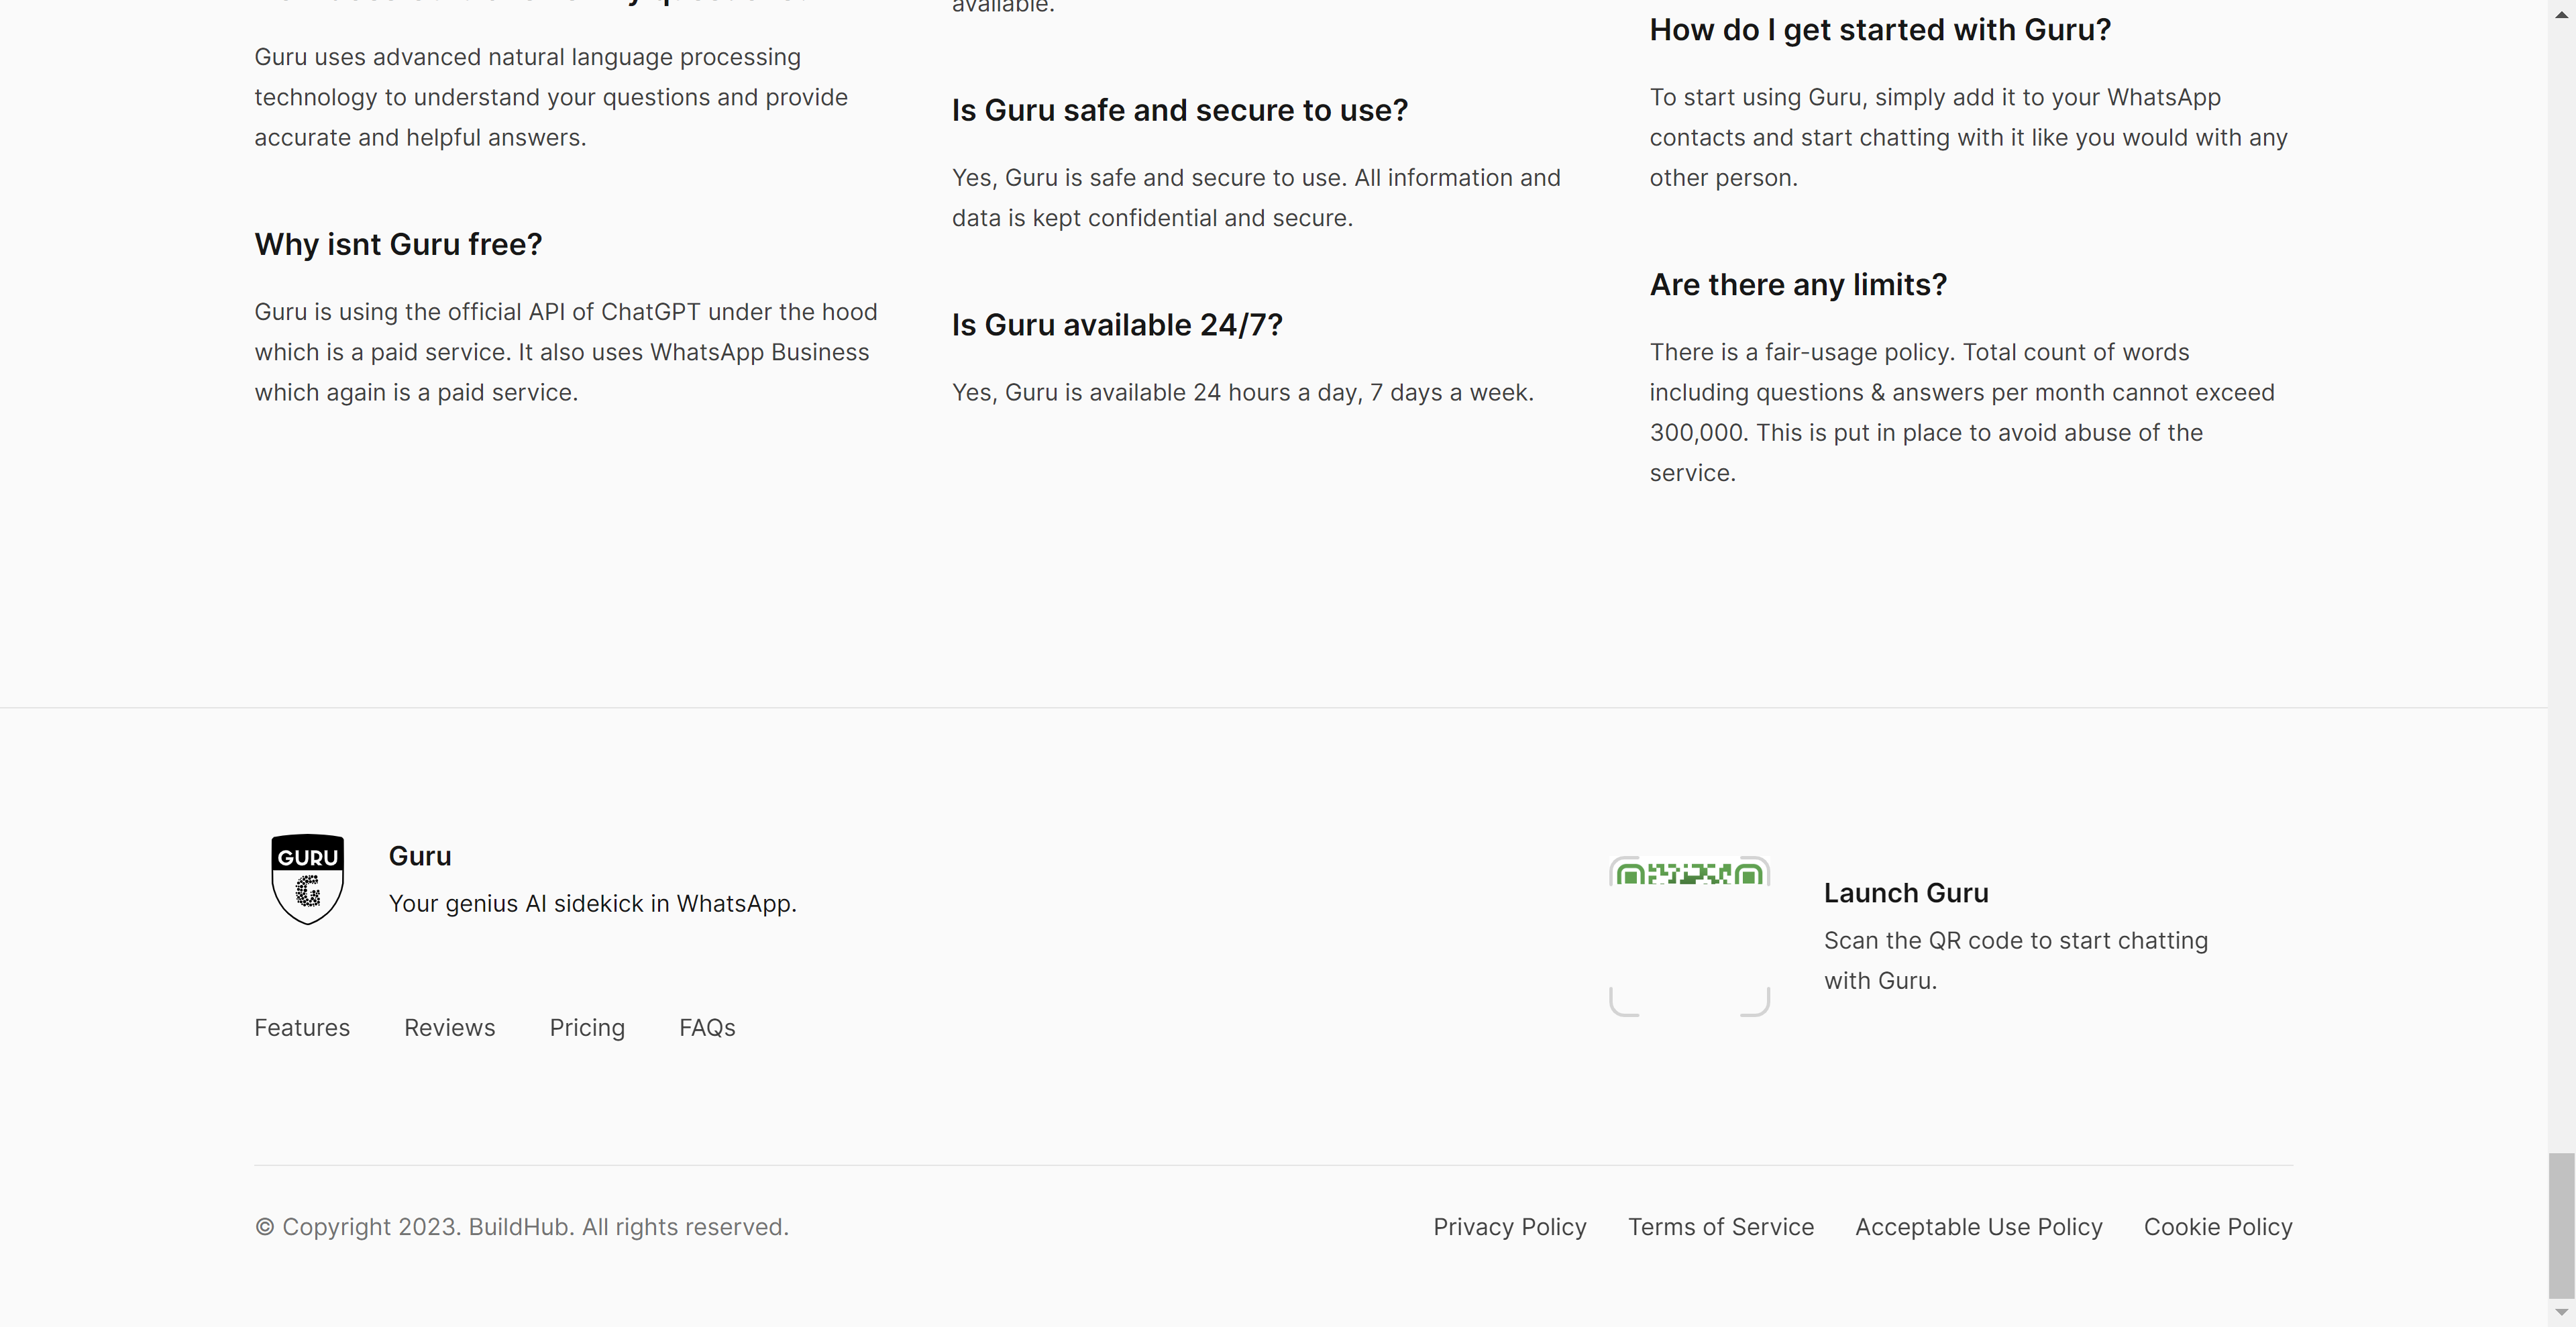 Guru uses advanced natural language processing
technology to understand your questions and provide
accurate and helpful answers.
Why isnt Guru free?
Guru is using the official API of ChatGPT under the hood
which is a paid service. It also uses WhatsApp Business
which again is a paid service.
available.
Is Guru safe and secure to use?
Yes, Guru is safe and secure to use. All information and
data is kept confidential and secure.
Is Guru available 24/7?
Yes, Guru is available 24 hours a day, 7 days a week.
How do I get started with Guru?
To start using Guru, simply add it to your WhatsApp
contacts and start chatting with it like you would with any
other person.
Are there any limits?
There is a fair-usage policy. Total count of words
including questions & answers per month cannot exceed
300,000. This is put in place to avoid abuse of the
service.
GURU
G
Guru
Your genius AI sidekick in WhatsApp.
Features Reviews Pricing FAQs
Launch Guru
Scan the QR code to start chatting
with Guru.
© Copyright 2023. BuildHub. All rights reserved.
Privacy Policy Terms of Service Acceptable Use Policy Cookie Policy